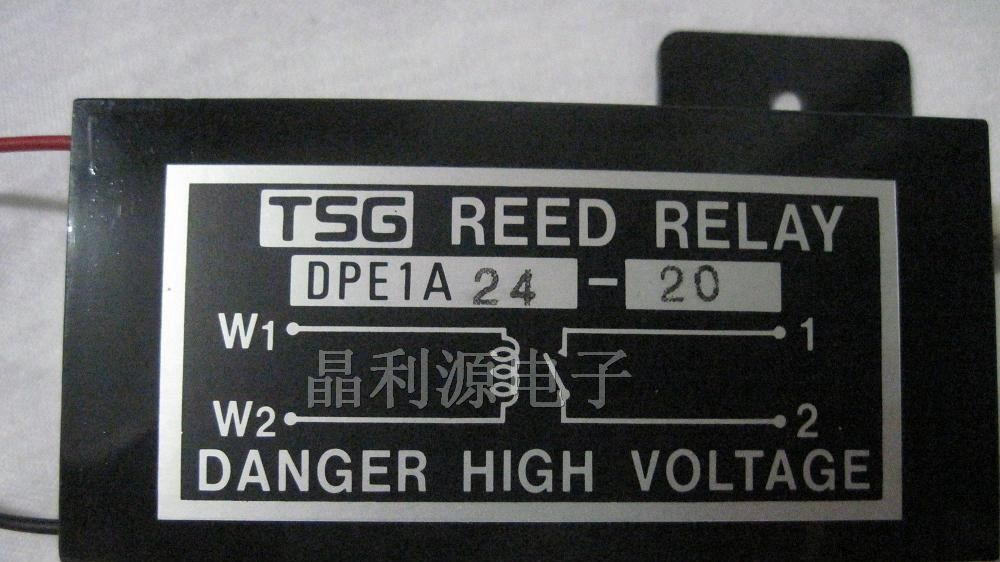 TSG REED RELAY
DPE1A 24 - 20
W1 1
晶利源电子
W2 2
DANGER HIGH VOLTAGE